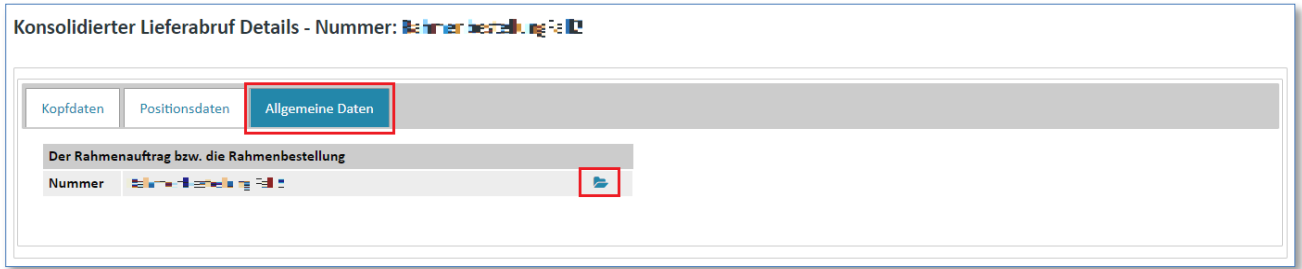 Konsolidierter Lieferabruf Details - Nummer:
Kopfdaten Positionsdaten Allgemeine Daten
Der Rahmenauftrag bzw. die Rahmenbestellung
Nummer